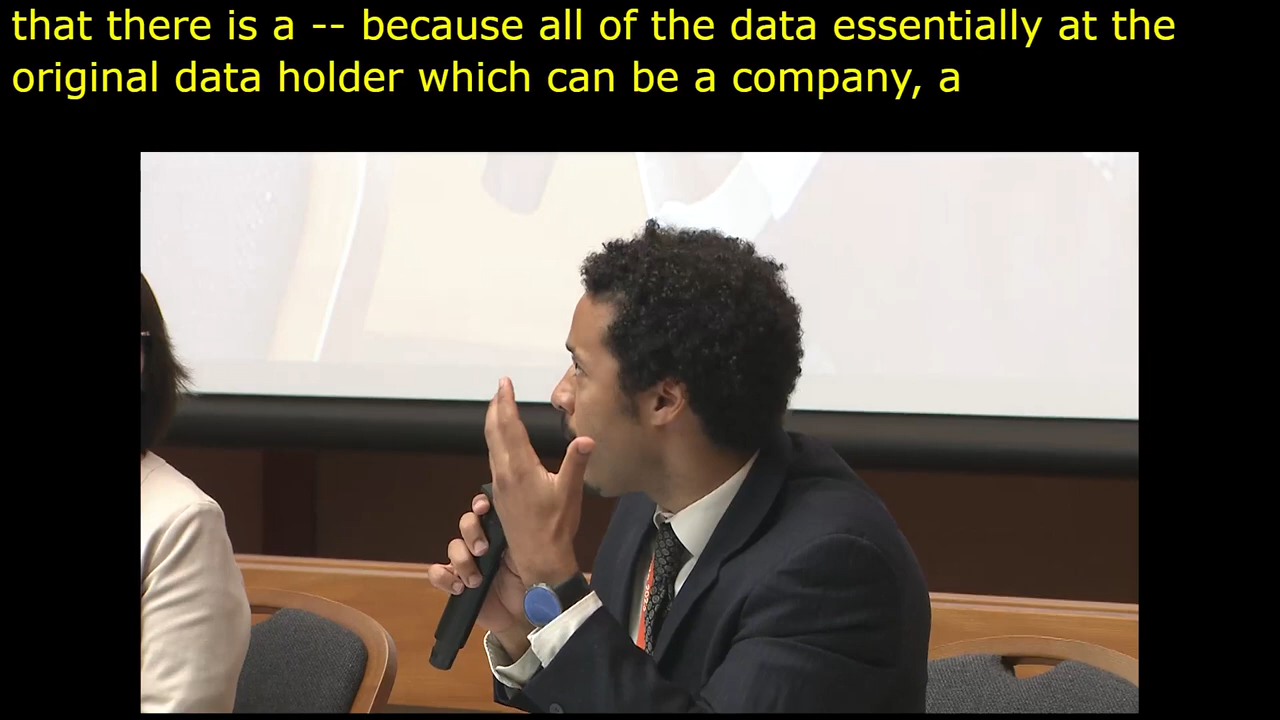 that there is a -- because all of the data essentially at the
original data holder which can be a company, a